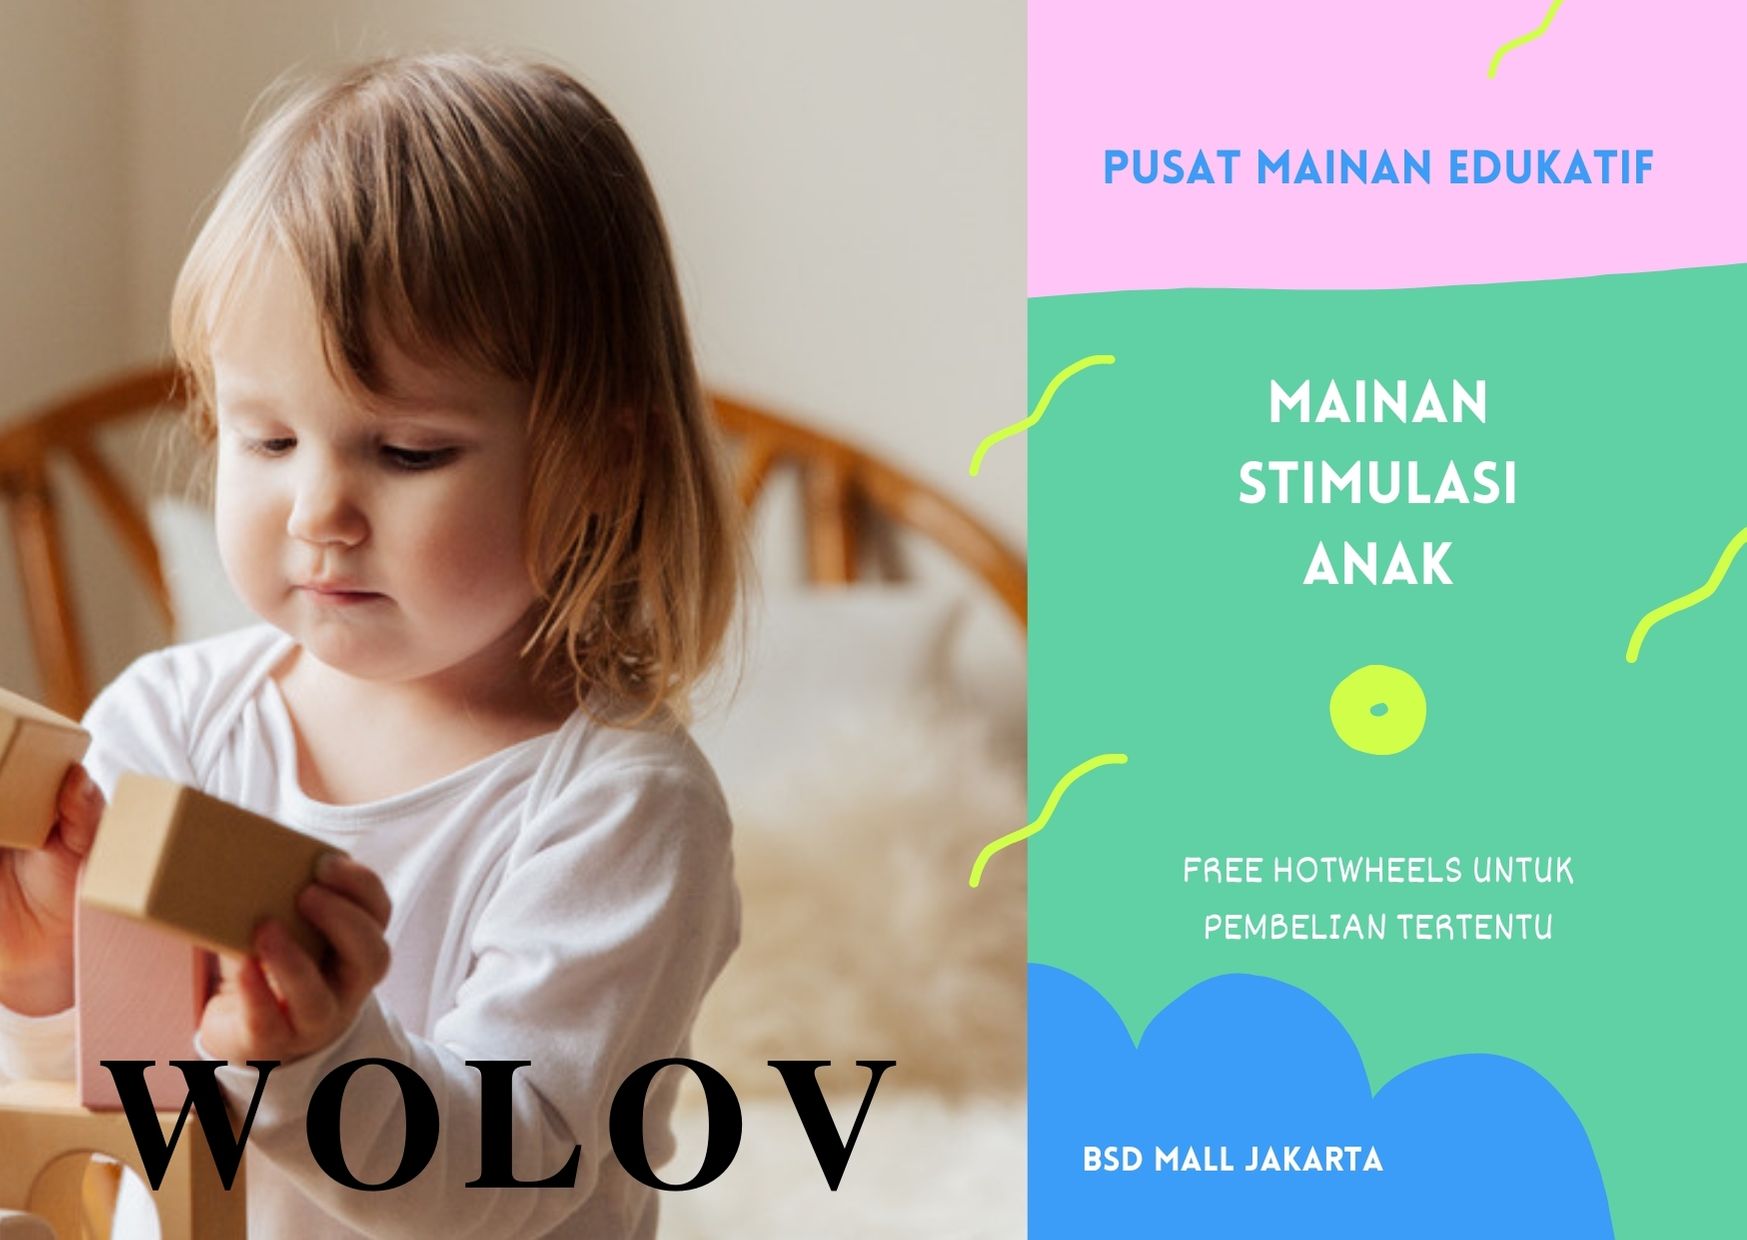 WOLOV
PUSAT MAINAN EDUKATIF
MAINAN
STIMULASI
ANAK
FREE HOTWHEELS UNTUK
PEMBELIAN TERTENTU
BSD MALL JAKARTA